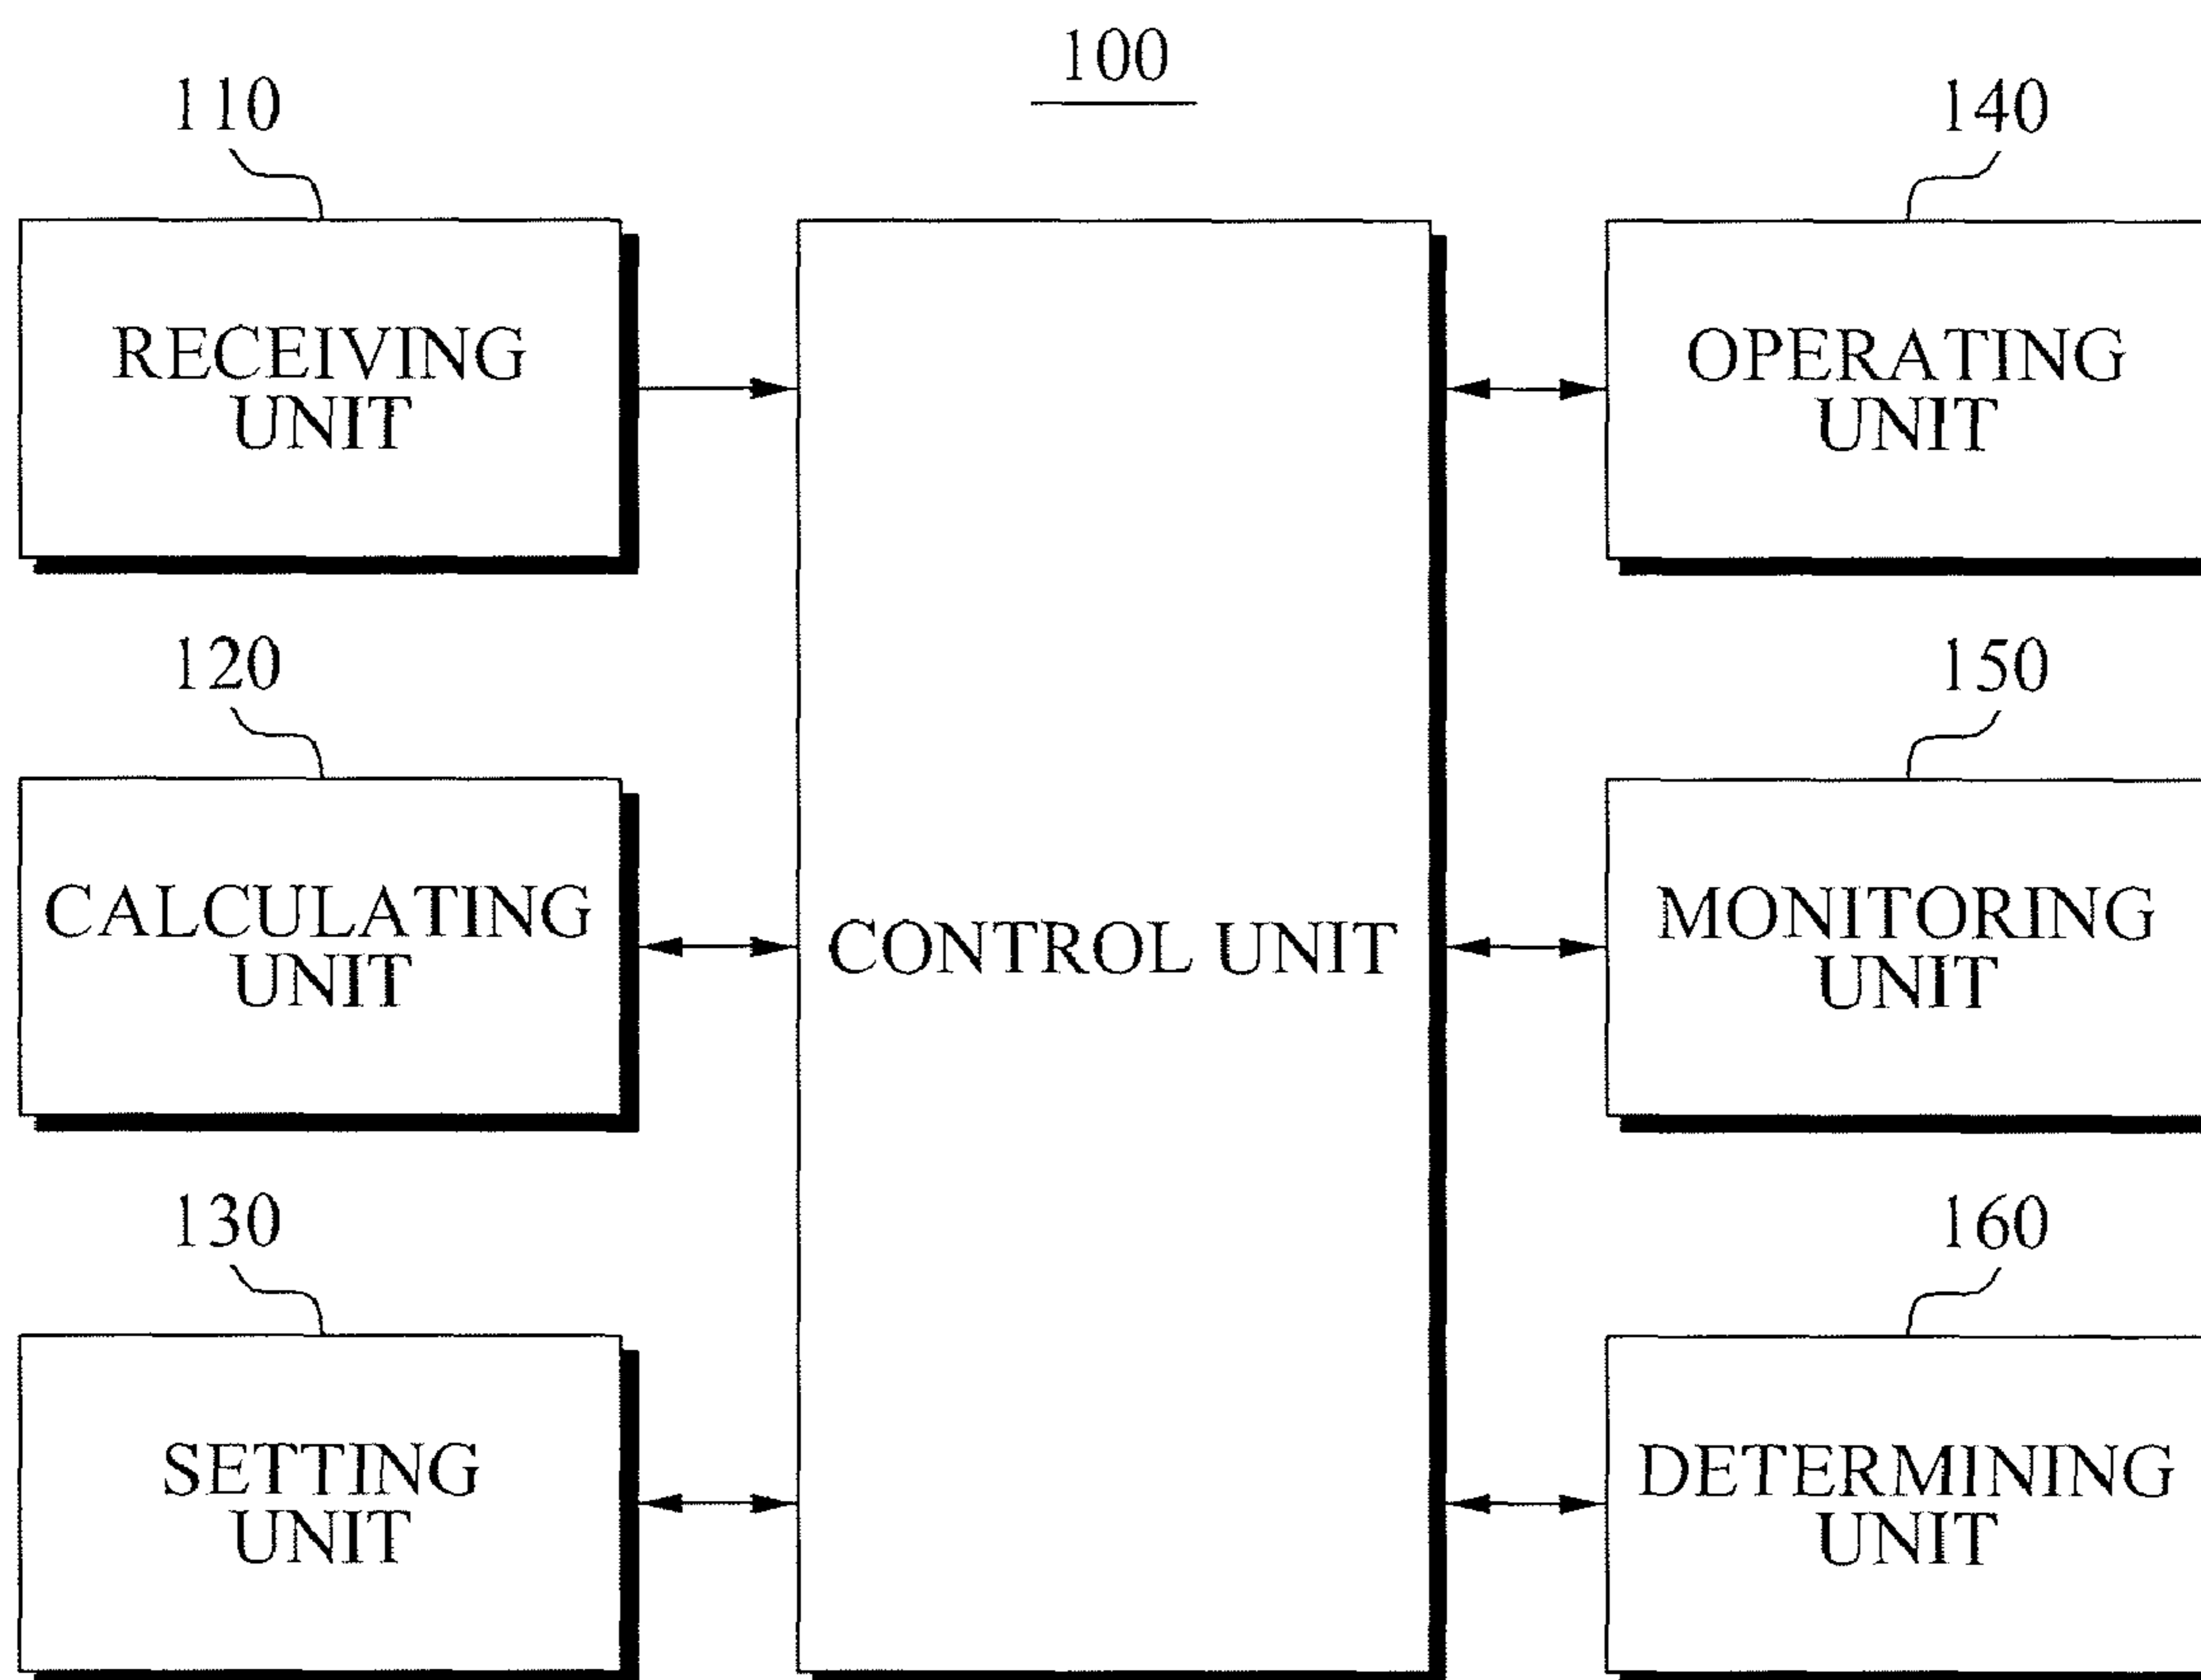 100
110
RECEIVING
UNIT
120
CALCULATING
UNIT
130
SETTING
UNIT
CONTROL UNIT
140
OPERATING
UNIT
150
MONITORING
UNIT
160
DETERMINING
UNIT